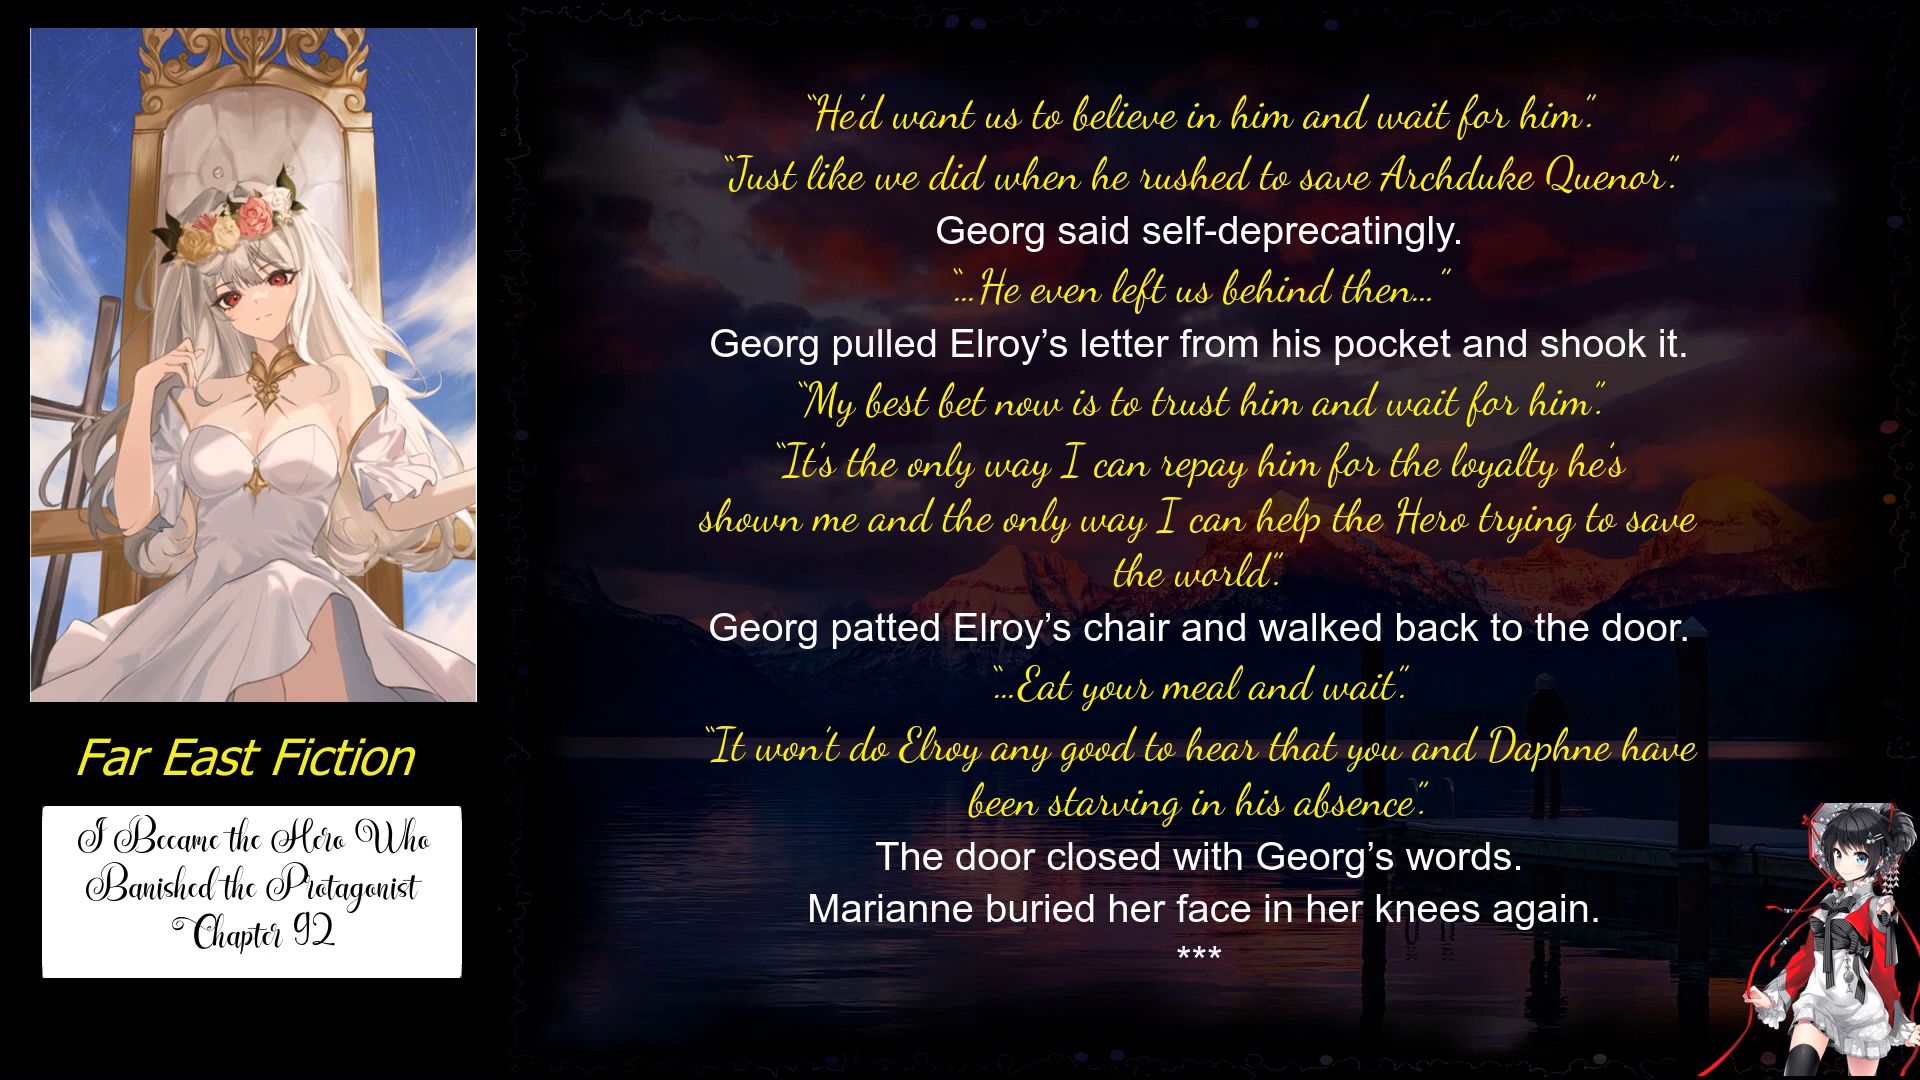 “He’d want us to believe in him and wait for him”.
“Just like we did when he rushed to save Archduke Quenor”.
Georg said self-deprecatingly.
“…He even left us behind then…”
Georg pulled Elroy’s letter from his pocket and shook it.
“My best bet now is to trust him and wait for him”.
“It’s the only way I can repay him for the loyalty he’s
shown me and the only way I can help the Hero trying to save
the world”.
Georg patted Elroy’s chair and walked back to the door.
“…Eat your meal and wait”.
“It won’t do Elroy any good to hear that you and Daphne have
been starving in his absence”.
The door closed with Georg’s words.
Marianne buried her face in her knees again.
***
Far East Fiction
I Became the Hero Who
Banished the Protagonist
Chapter 92